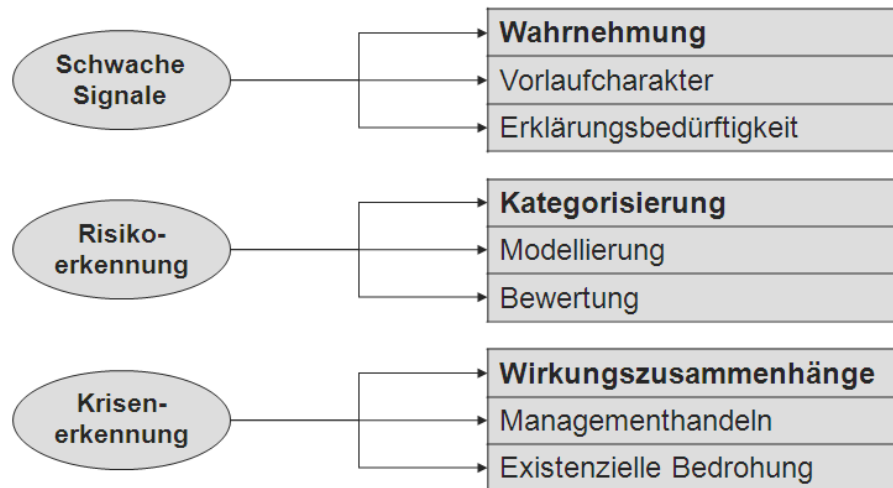 Schwache
Signale
Wahrnehmung
Vorlaufcharakter
Erklärungsbedürftigkeit
Risiko-
erkennung
Kategorisierung
Modellierung
Bewertung
Krisen-
erkennung
Wirkungszusammenhänge
Managementhandeln
Existenzielle Bedrohung